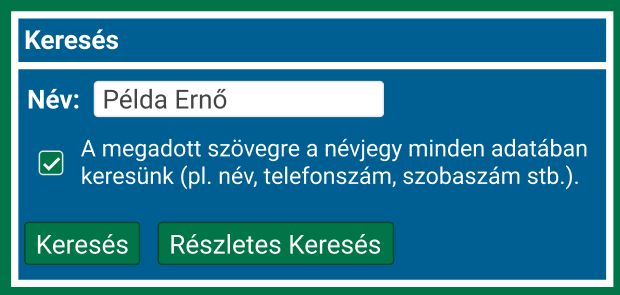 Keresés
Név: Példa Ernő
A megadott szövegre a névjegy minden adatában
keresünk (pl. név, telefonszám, szobaszám stb.).
Keresés Részletes Keresés